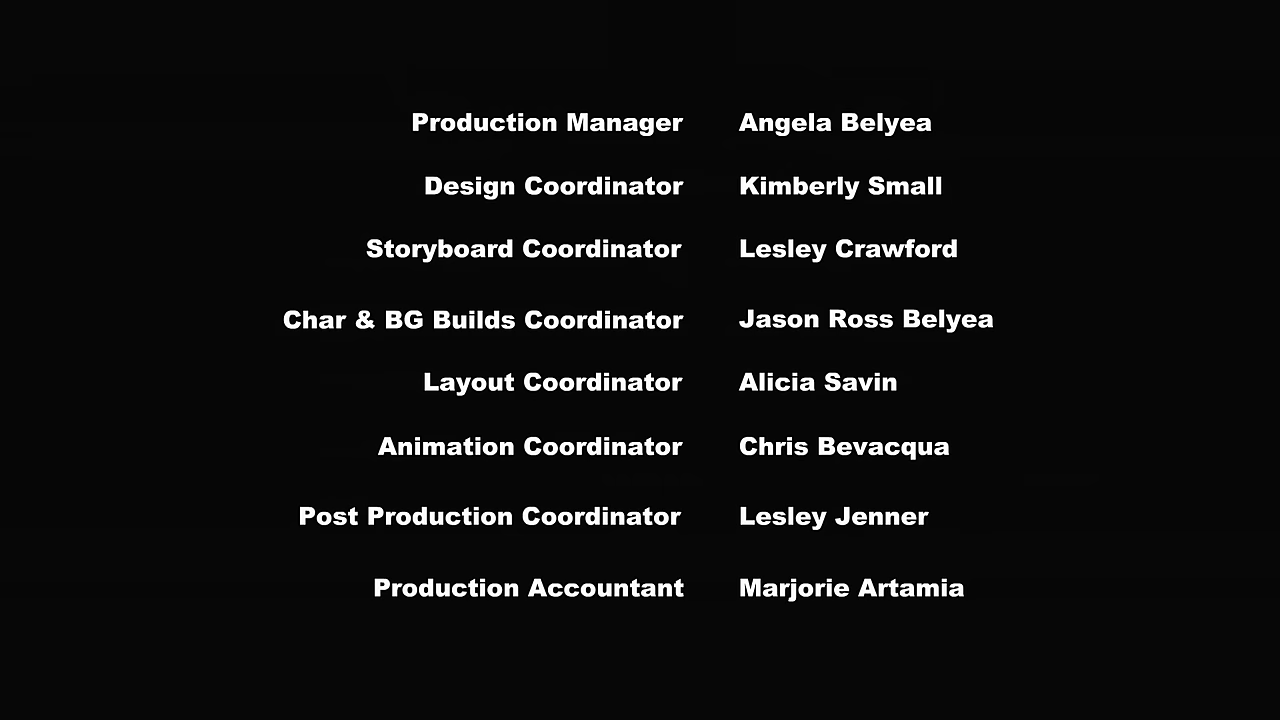 Production Manager Angela Belyea
Design Coordinator Kimberly Small
Storyboard Coordinator Lesley Crawford
Char & BG Builds Coordinator Jason Ross Belyea
Layout Coordinator Alicia Savin
Animation Coordinator Chris Bevacqua
Post Production Coordinator Lesley Jenner
Production Accountant Marjorie Artamia